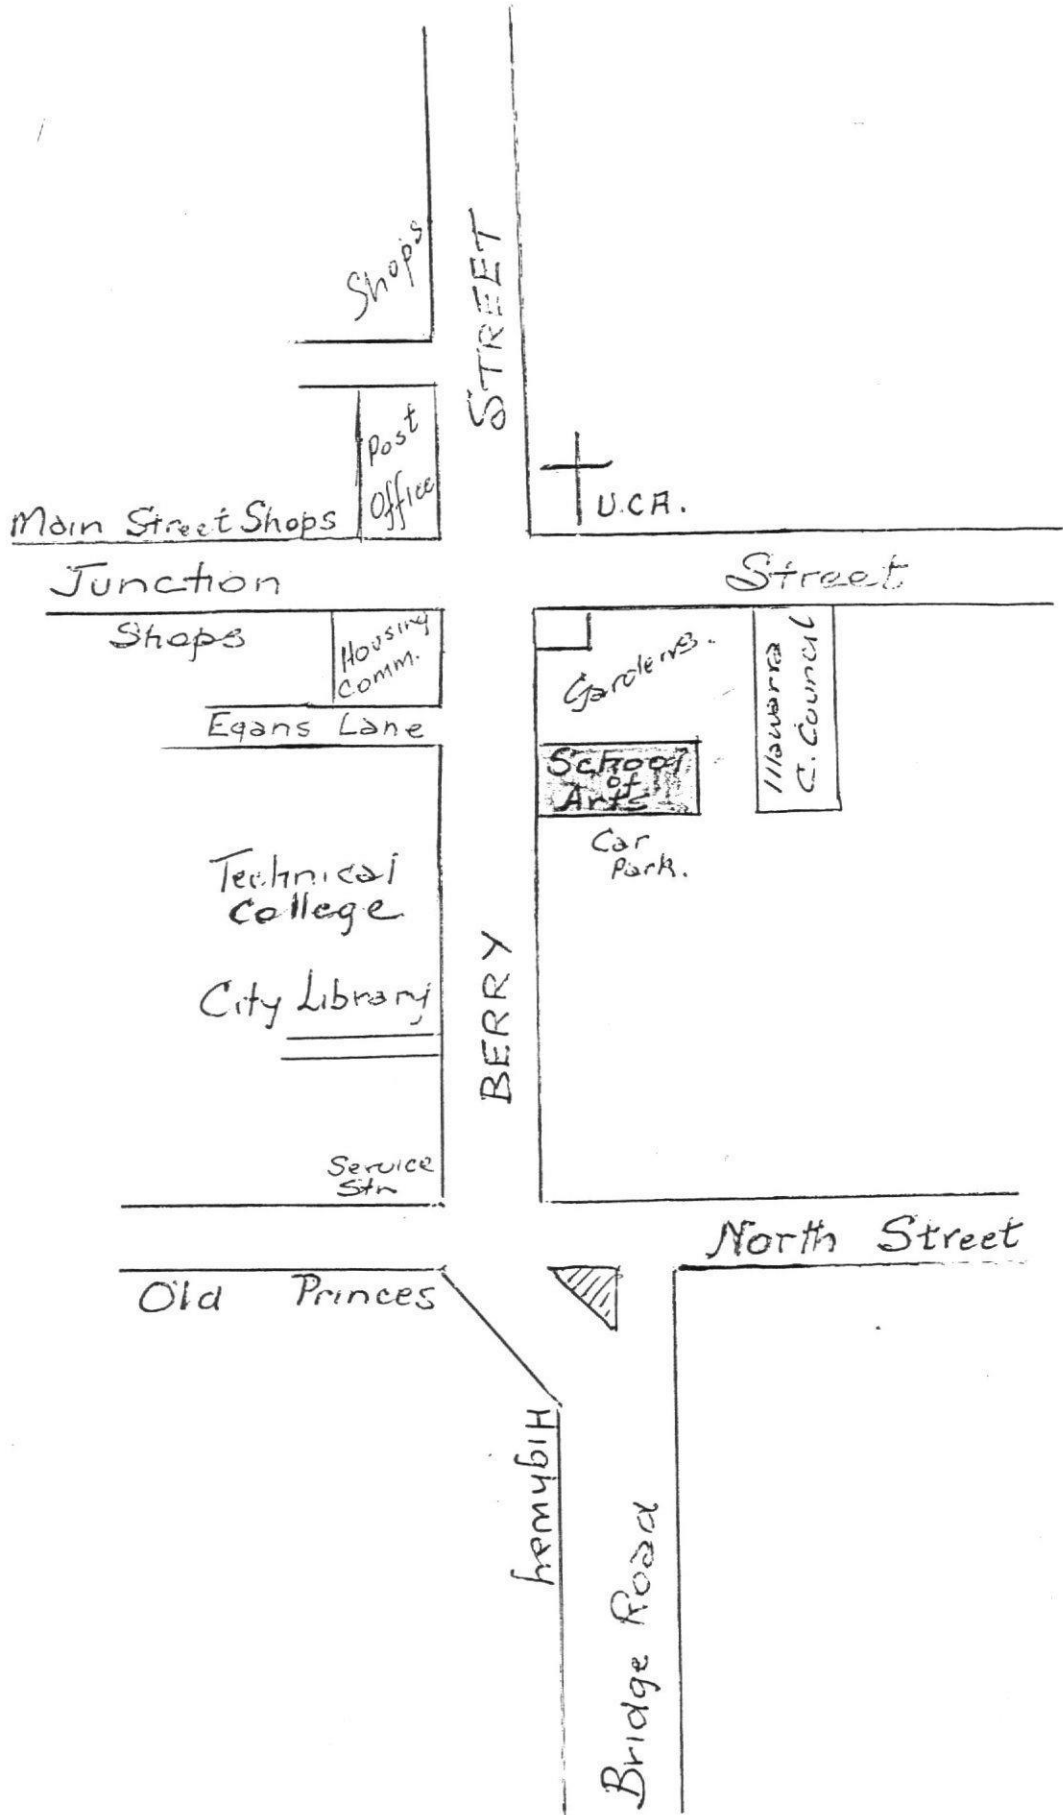 Shops
STREET
Post
Office
U.C.A.
Main Street Shops
Junction
Street
Shops
Housing
Comm.
Gardens.
Illawarra
C. Council
Egans Lane
School
of
Arts
Car
Park.
Technical
College
City Library
BERRY
Service
Stn
North Street
Old Princes
Highway
Bridge Road